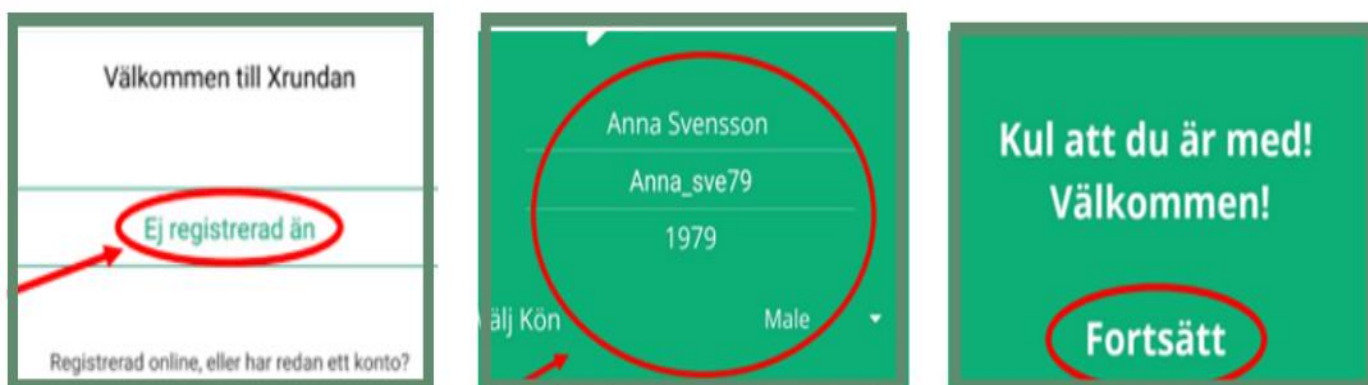 Välkommen till Xrundan
Ej registrerad än
Registrerad online, eller har redan ett konto?
Anna Svensson
Anna_sve79
1979
älj Kön Male
Kul att du är med!
Välkommen!
Fortsätt